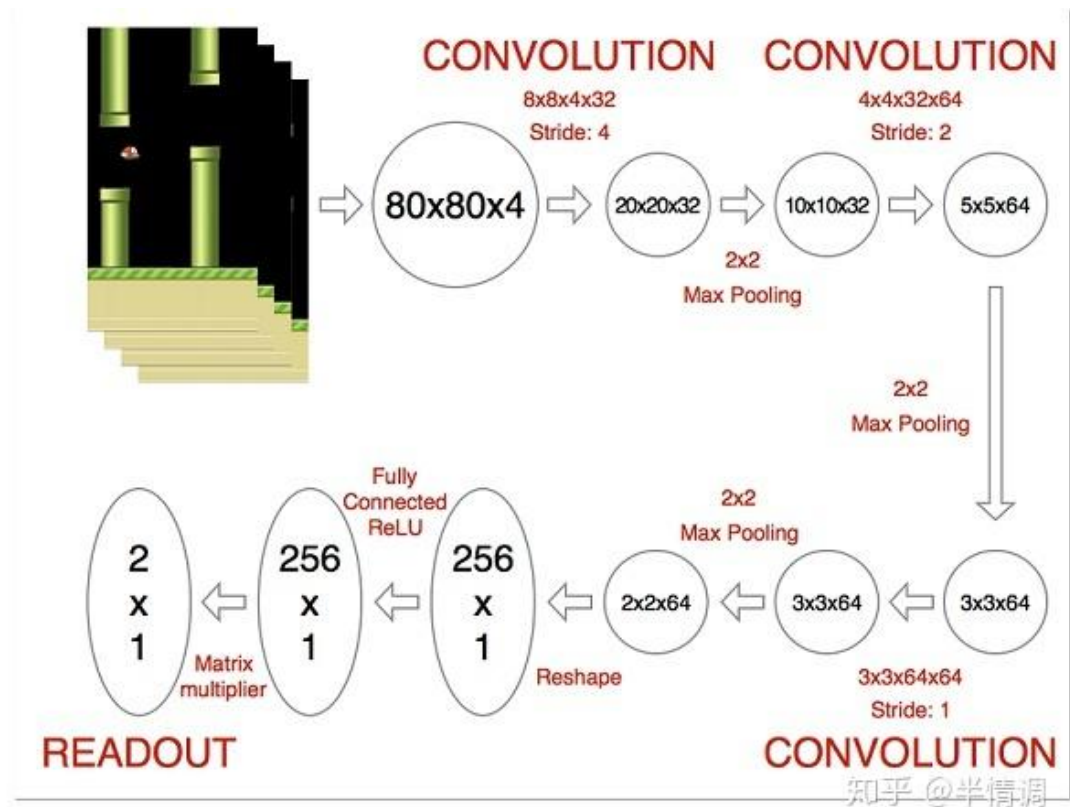 CONVOLUTION
8x8x4x32
Stride: 4
CONVOLUTION
4x4x32x64
Stride: 2
80x80x4
20x20x32
10x10x32
5x5x64
2x2
Max Pooling
2x2
Max Pooling
3x3x64
3x3x64x64
Stride: 1
CONVOLUTION
3x3x64
2x2
Max Pooling
2x2x64
Reshape
256
x
1
Fully
Connected
ReLU
256
x
1
Matrix
multiplier
2
x
1
READOUT
知乎 @半情调